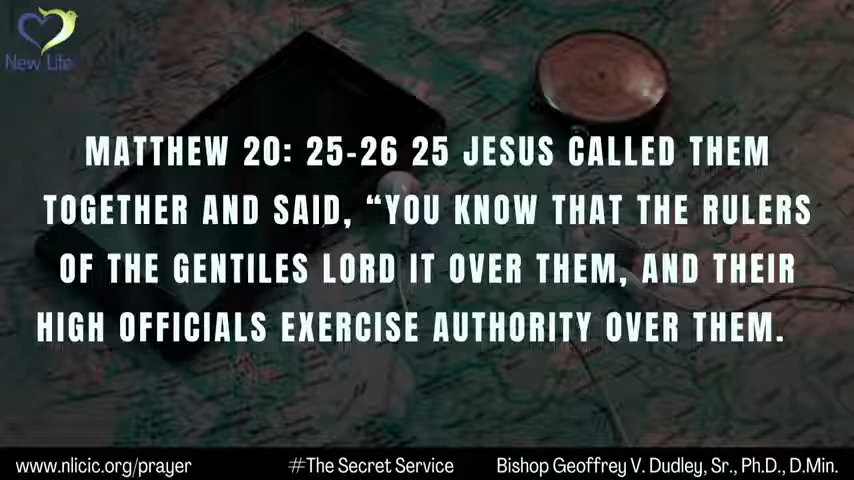 New Life
MATTHEW 20: 25-26 25 JESUS CALLED THEM
TOGETHER AND SAID, “YOU KNOW THAT THE RULERS
OF THE GENTILES LORD IT OVER THEM, AND THEIR
HIGH OFFICIALS EXERCISE AUTHORITY OVER THEM.
www.nlicic.org/prayer #The Secret Service Bishop Geoffrey V. Dudley, Sr., Ph.D., D.Min.